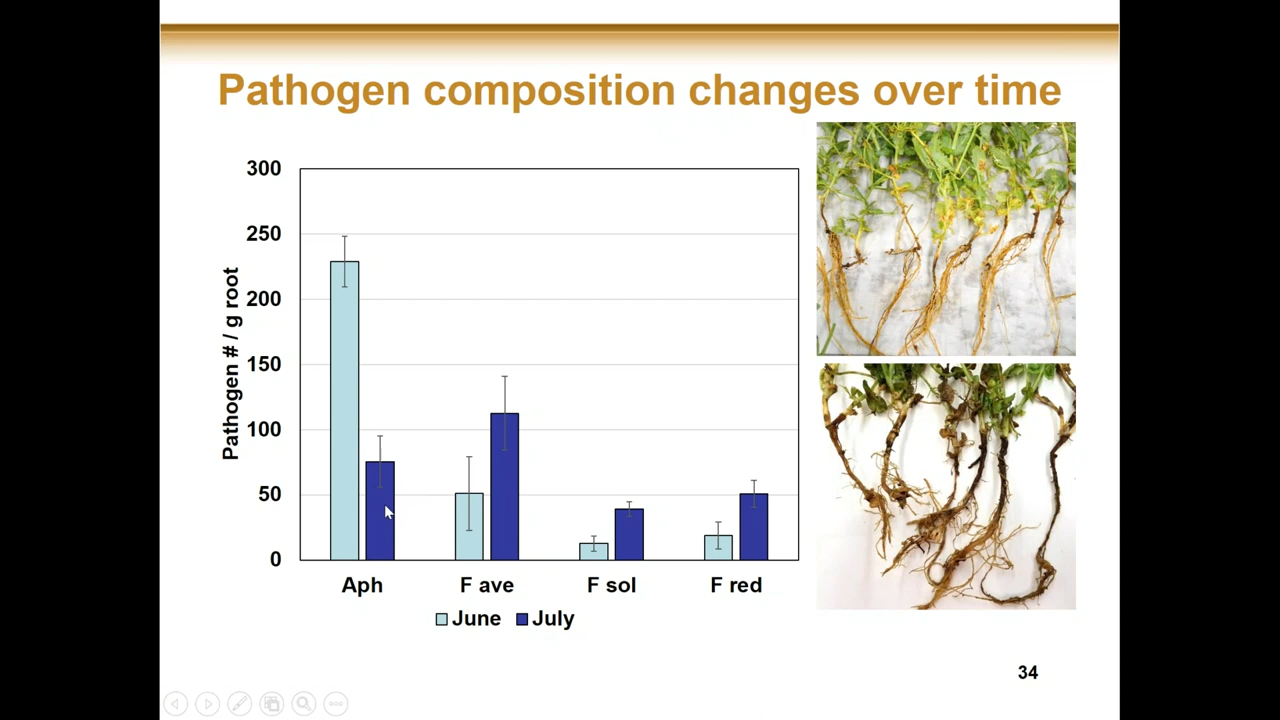 Pathogen composition changes over time
300
250
200
150
100
50
0
Pathogen # / g root
Aph F ave F sol F red
June July
34